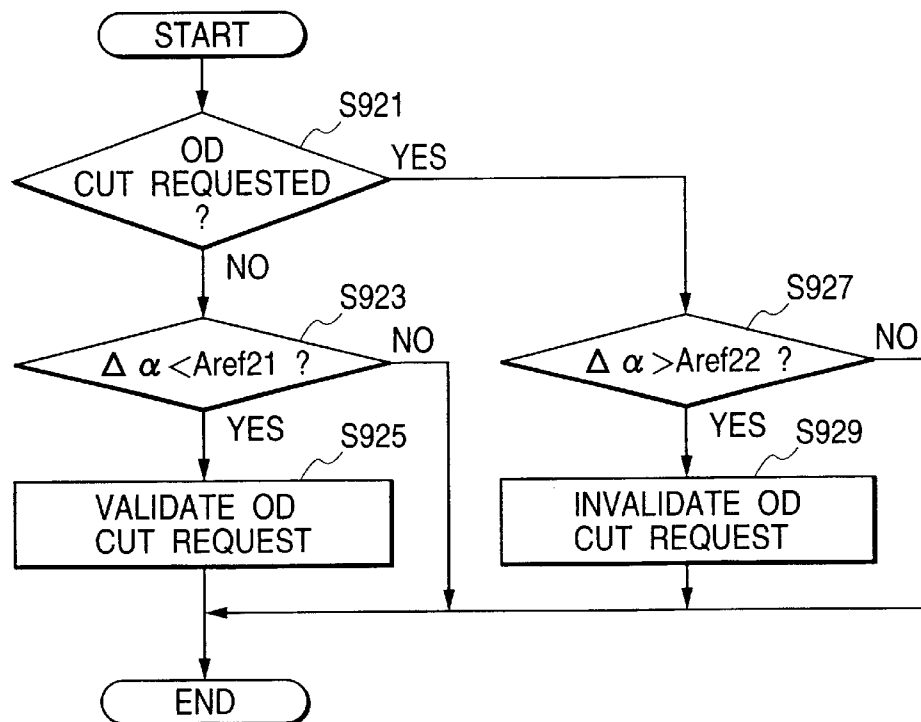 START
S921
OD
CUT REQUESTED
?
YES
NO
S923
Δ α <Aref21 ?
NO
YES
S925
VALIDATE OD
CUT REQUEST
S927
Δ α >Aref22 ?
NO
YES
S929
INVALIDATE OD
CUT REQUEST
END